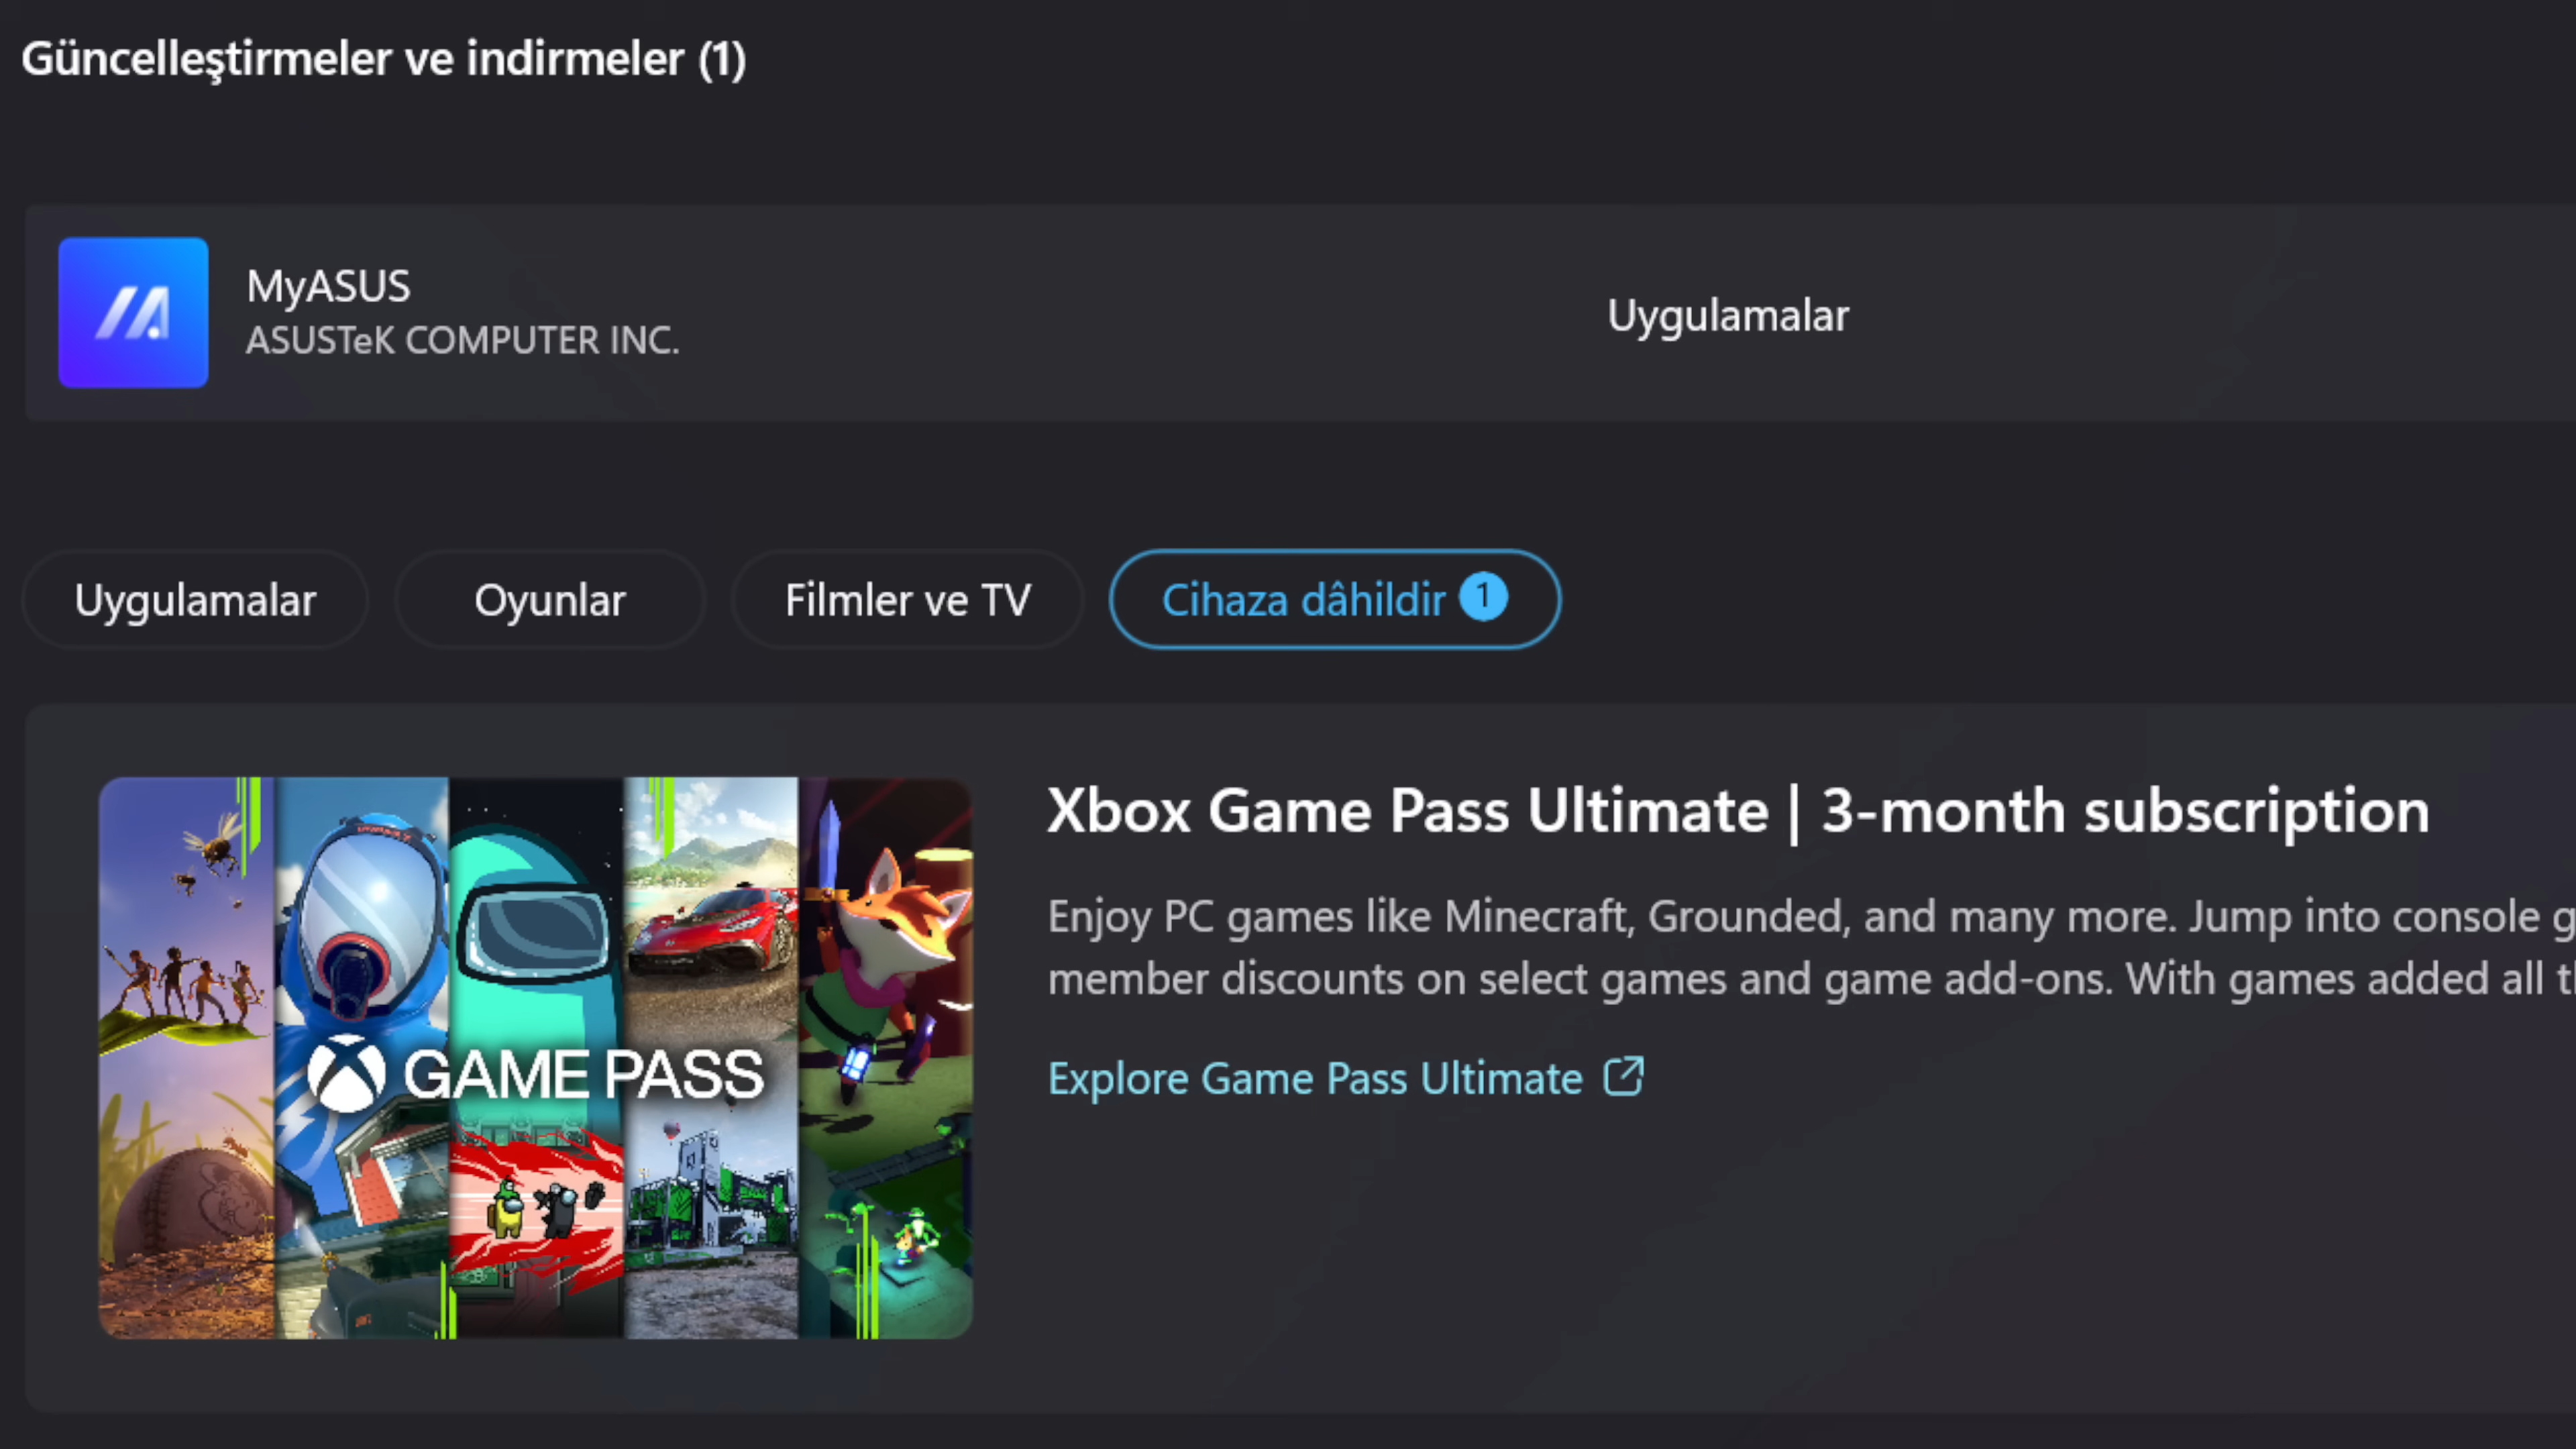 Güncelleştirmeler ve indirmeler (1)
MyASUS
ASUSTeK COMPUTER INC.
Uygulamalar
Uygulamalar
Oyunlar
Filmler ve TV
Cihaza dâhildir 1
Xbox Game Pass Ultimate | 3-month subscription
Enjoy PC games like Minecraft, Grounded, and many more. Jump into console g
member discounts on select games and game add-ons. With games added all t
Explore Game Pass Ultimate
GAME PASS